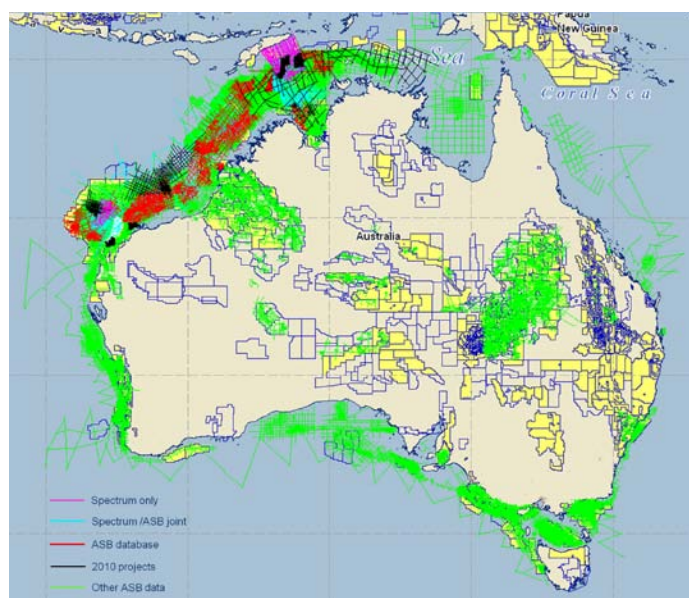 Papua
New Guinea
Sea
Coral Sea
Australia
Spectrum only
Spectrum /ASB joint
ASB database
2010 projects
Other ASB data